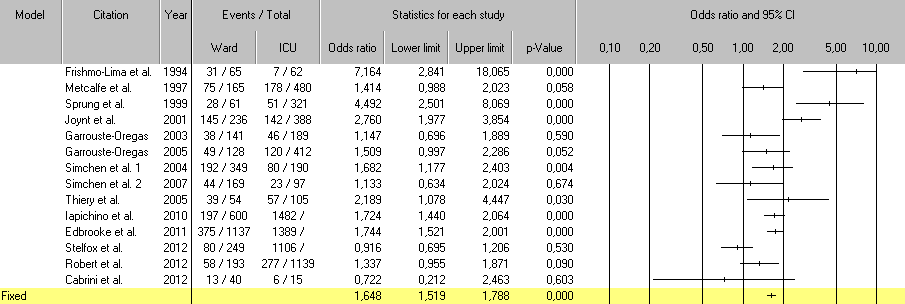 Model Citation Year Events / Total Statistics for each study Odds ratio and 95% CI
Ward ICU Odds ratio Lower limit Upper limit p-Value 0,10 0,20 0,50 1,00 2,00 5,00 10,00
Frishmo-Lima et al. 1994 31 / 65 7 / 62 7,164 2,841 18,065 0,000
Metcalfe et al. 1997 75 / 165 178 / 480 1,414 0,988 2,023 0,058
Sprung et al. 1999 28 / 61 51 / 321 4,492 2,501 8,069 0,000
Joynt et al. 2001 145 / 236 142 / 388 2,760 1,977 3,854 0,000
Garrouste-Oregas 2003 38 / 141 46 / 189 1,147 0,696 1,889 0,590
Garrouste-Oregas 2005 49 / 128 120 / 412 1,509 0,997 2,286 0,052
Simchen et al. 1 2004 192 / 349 80 / 190 1,682 1,177 2,403 0,004
Simchen et al. 2 2007 44 / 169 23 / 97 1,133 0,634 2,024 0,674
Thiery et al. 2005 39 / 54 57 / 105 2,189 1,078 4,447 0,030
Iapichino et al. 2010 197 / 600 1482 / 1,724 1,440 2,064 0,000
Edbrooke et al. 2011 375 / 1137 1389 / 1,744 1,521 2,001 0,000
Stelfox et al. 2012 80 / 249 1106 / 0,916 0,695 1,206 0,530
Robert et al. 2012 58 / 193 277 / 1139 1,337 0,955 1,871 0,090
Cabrini et al. 2012 13 / 40 6 / 15 0,722 0,212 2,463 0,603
Fixed 1,648 1,519 1,788 0,000